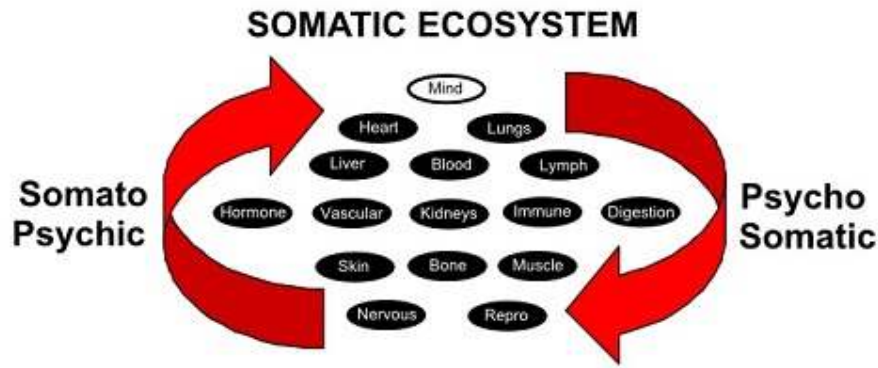 SOMATIC ECOSYSTEM
Mind
Heart Lungs
Liver Blood Lymph
Somato
Psychic
Hormone Vascular Kidneys Immune Digestion
Psycho
Somatic
Skin Bone Muscle
Nervous Repro